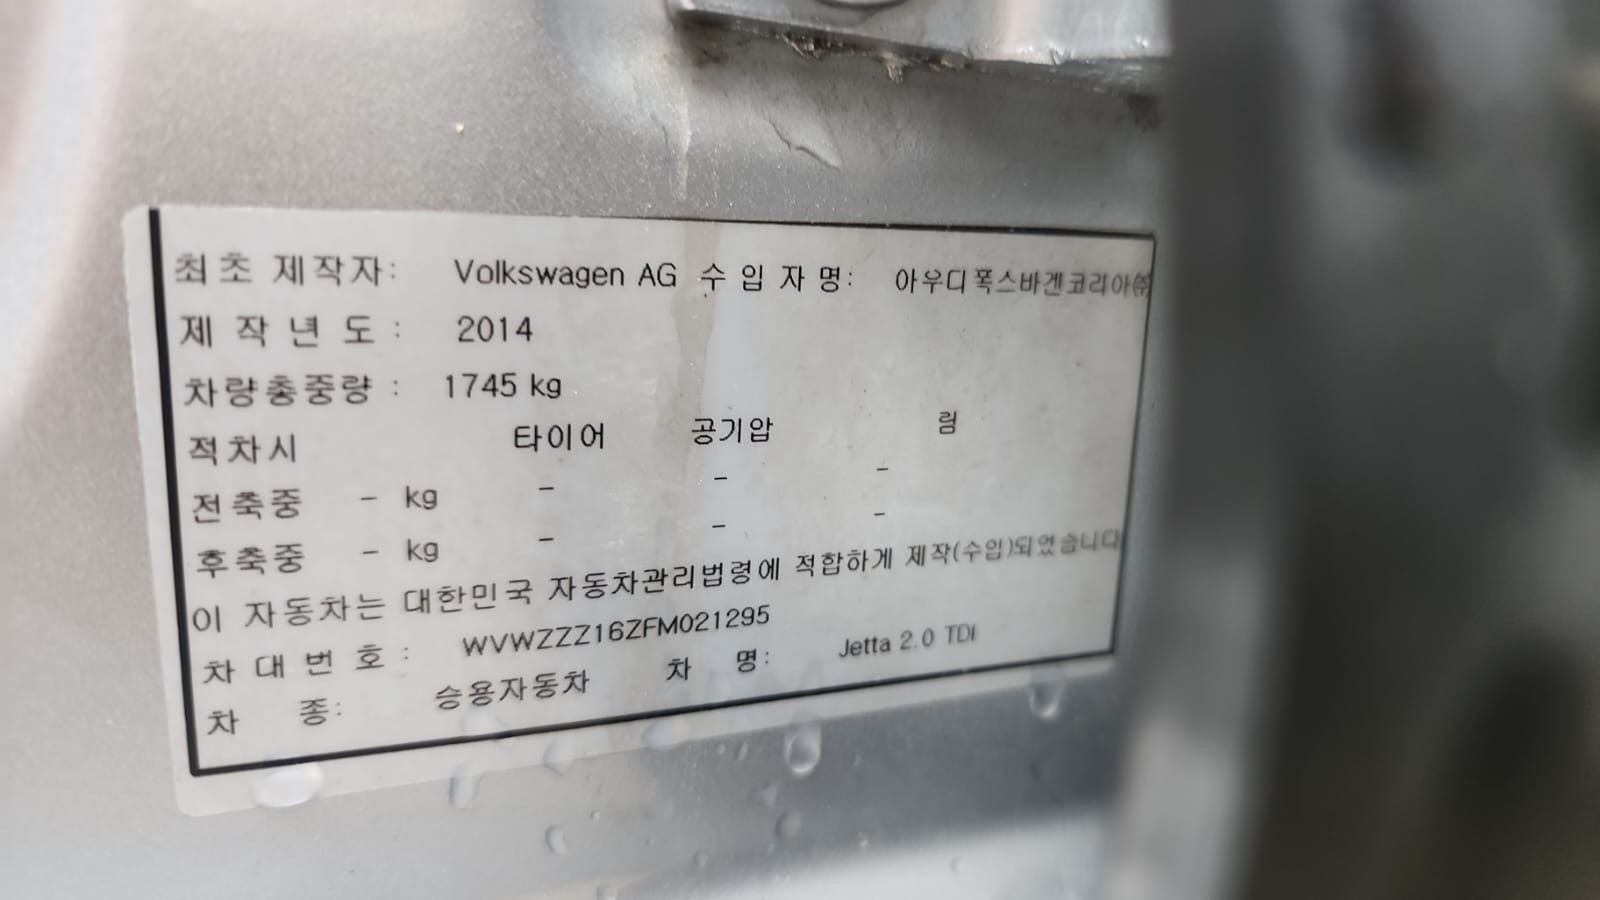 최초 제작자: Volkswagen AG 수입자명: 아우디폭스바겐코리아㈜
제작년도: 2014
차량총중량: 1745 kg
적차시 타이어 공기압 림
전축중 - kg - - -
후축중 - kg - - -
이 자동차는 대한민국 자동차관리법령에 적합하게 제작(수입)되었습니다
차대번호: WVWZZZ16ZFM021295
차 종: 승용자동차 차 명: Jetta 2.0 TDI